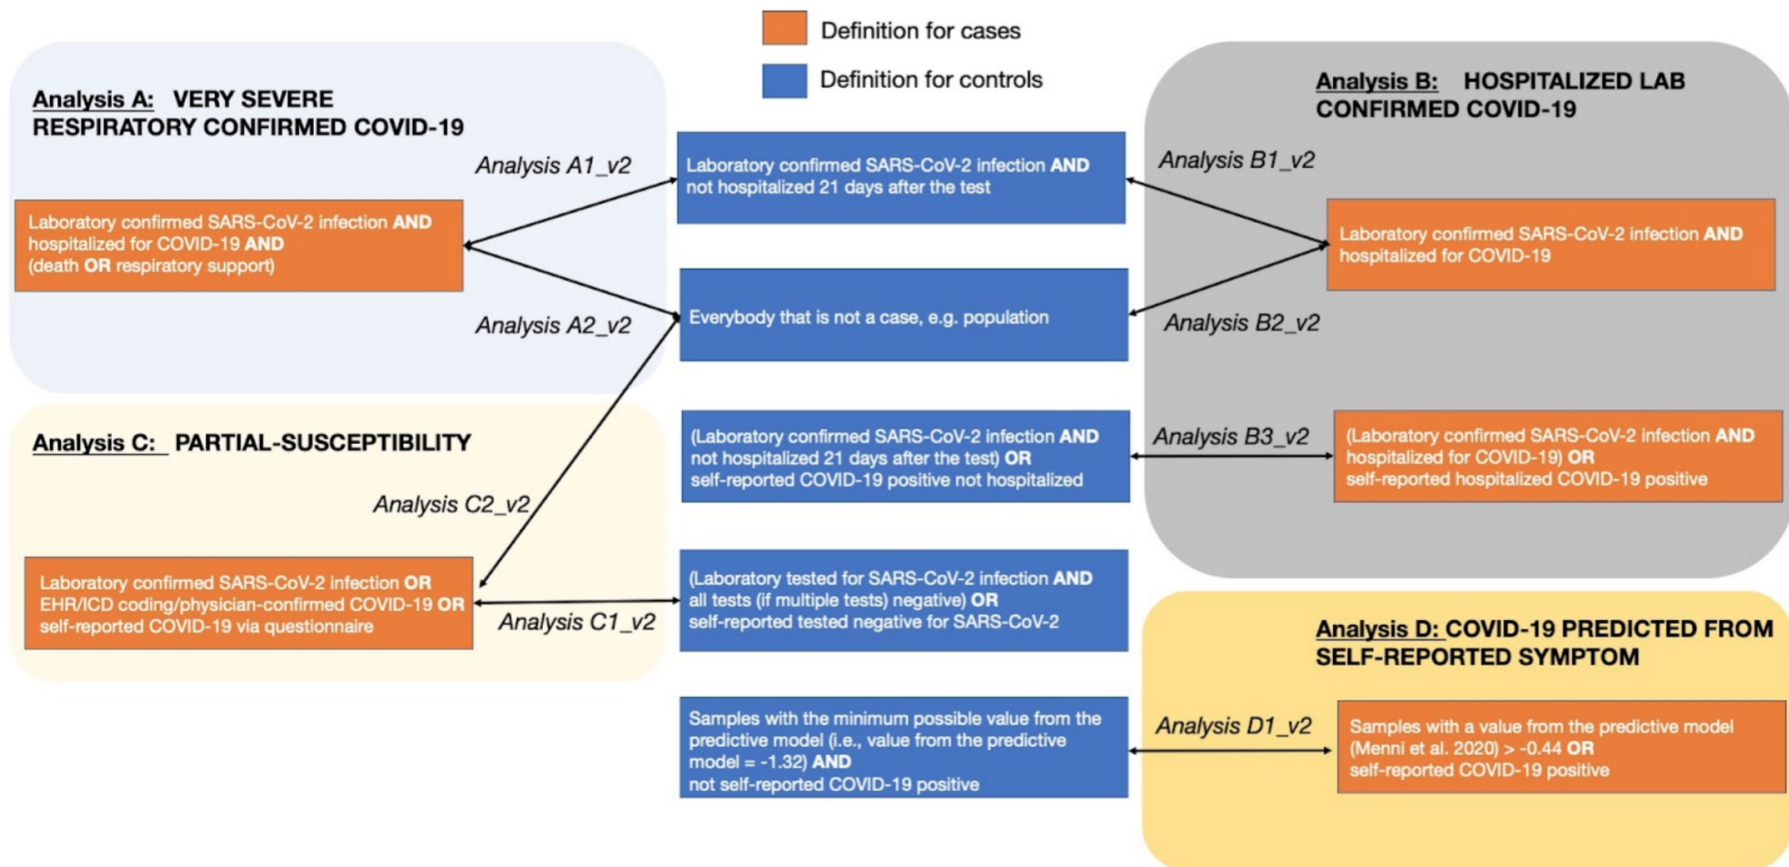 Definition for cases
Definition for controls
Analysis A: VERY SEVERE
RESPIRATORY CONFIRMED COVID-19
Analysis A1_v2
Laboratory confirmed SARS-CoV-2 infection AND
hospitalized for COVID-19 AND
(death OR respiratory support)
Analysis A2_v2
Analysis C: PARTIAL-SUSCEPTIBILITY
Analysis C2_v2
Laboratory confirmed SARS-CoV-2 infection OR
EHR/ICD coding/physician-confirmed COVID-19 OR
self-reported COVID-19 via questionnaire
Analysis C1_v2
Laboratory confirmed SARS-CoV-2 infection AND
not hospitalized 21 days after the test
Everybody that is not a case, e.g. population
(Laboratory confirmed SARS-CoV-2 infection AND
not hospitalized 21 days after the test) OR
self-reported COVID-19 positive not hospitalized
(Laboratory tested for SARS-CoV-2 infection AND
all tests (if multiple tests) negative) OR
self-reported tested negative for SARS-CoV-2
Samples with the minimum possible value from the
predictive model (i.e., value from the predictive
model = -1.32) AND
not self-reported COVID-19 positive
Analysis B: HOSPITALIZED LAB
CONFIRMED COVID-19
Analysis B1_v2
Laboratory confirmed SARS-CoV-2 infection AND
hospitalized for COVID-19
Analysis B2_v2
Analysis B3_v2
(Laboratory confirmed SARS-CoV-2 infection AND
hospitalized for COVID-19) OR
self-reported hospitalized COVID-19 positive
Analysis D: COVID-19 PREDICTED FROM
SELF-REPORTED SYMPTOM
Analysis D1_v2
Samples with a value from the predictive model
(Menni et al. 2020) > -0.44 OR
self-reported COVID-19 positive